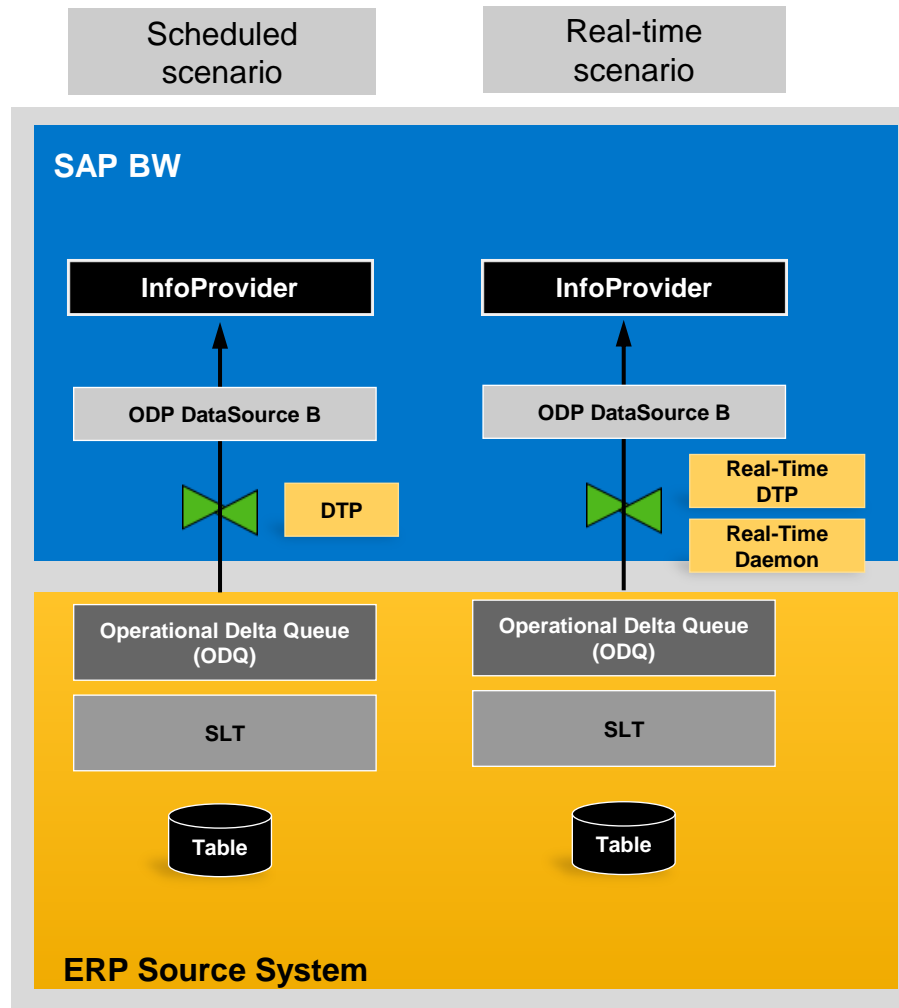 Scheduled
scenario
Real-time
scenario
SAP BW
InfoProvider
InfoProvider
ODP DataSource B
ODP DataSource B
DTP
Real-Time
DTP
Real-Time
Daemon
Operational Delta Queue
(ODQ)
Operational Delta Queue
(ODQ)
SLT
SLT
Table
Table
ERP Source System